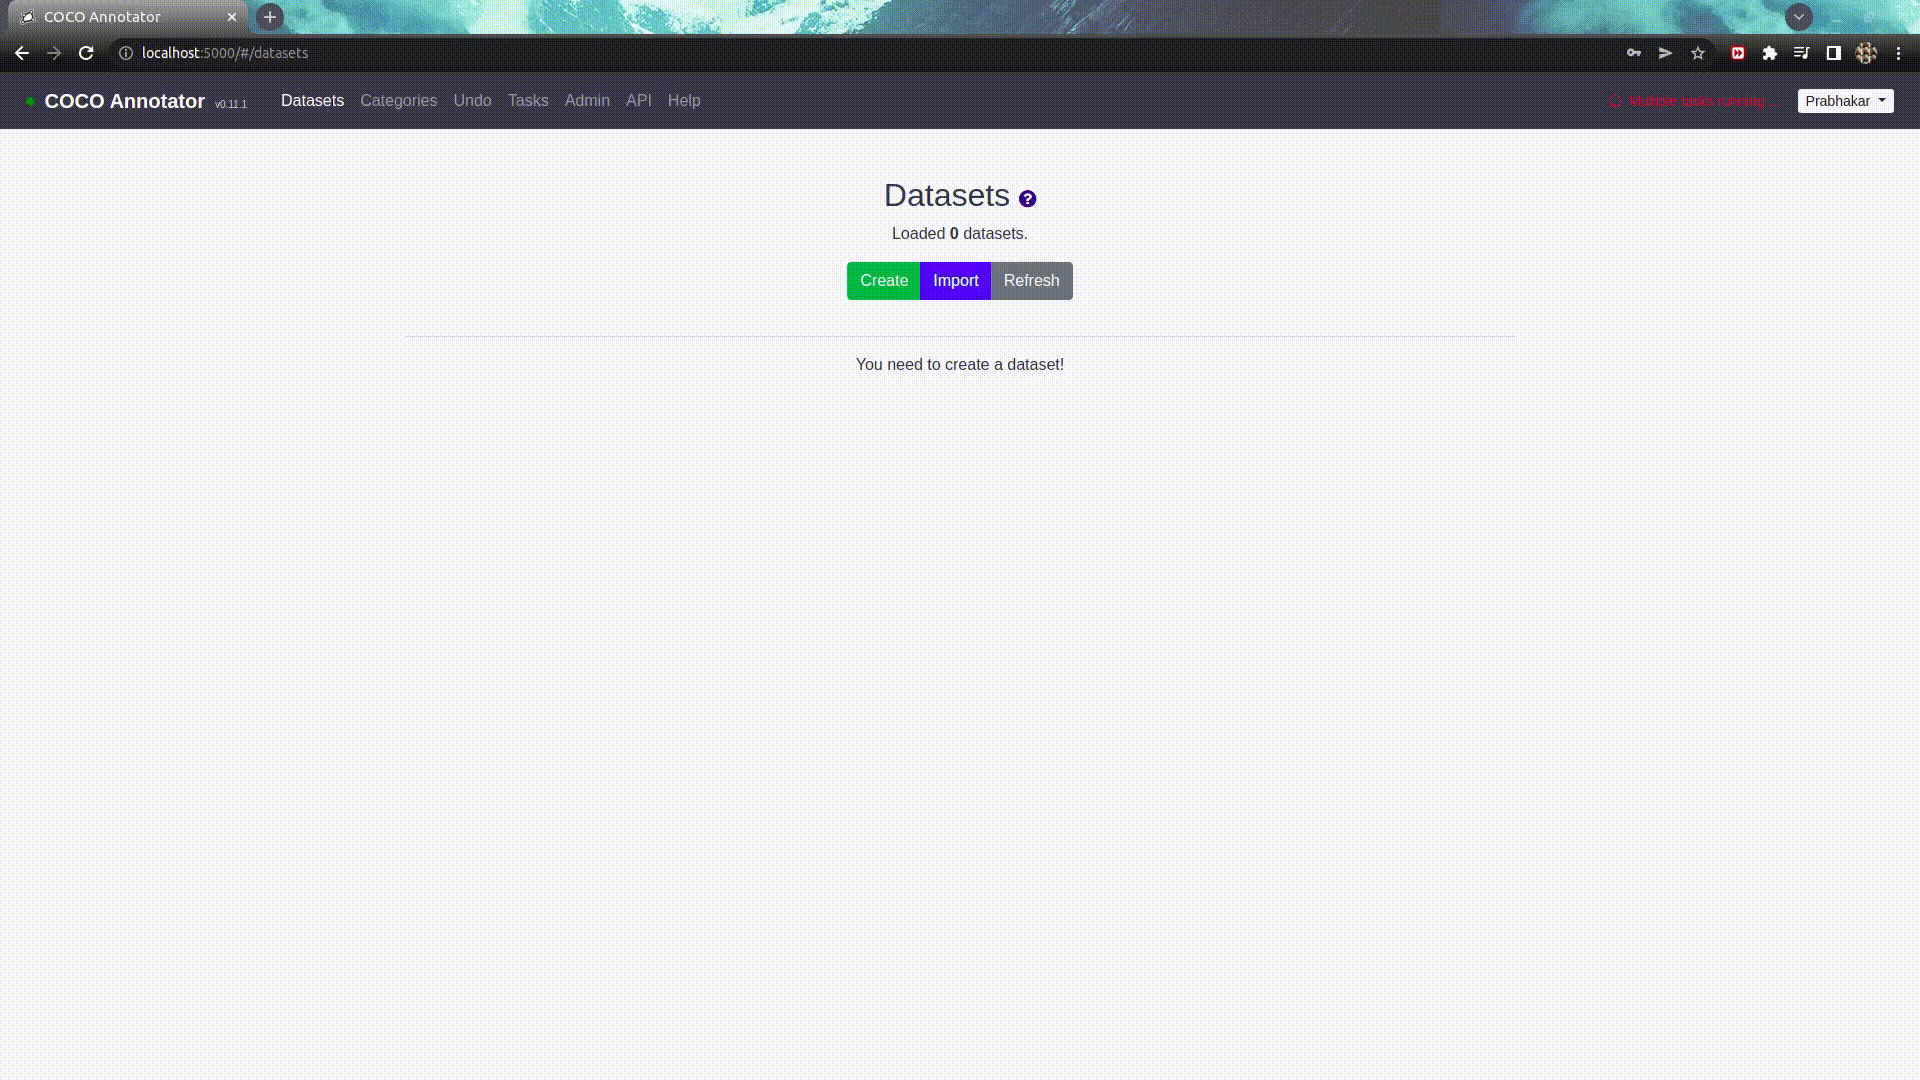 COCO Annotator
localhost:5000/#/datasets
COCO Annotator v0.11.1 Datasets Categories Undo Tasks Admin API Help Multiple tasks running ... Prabhakar
Datasets
Loaded 0 datasets.
Create Import Refresh
You need to create a dataset!